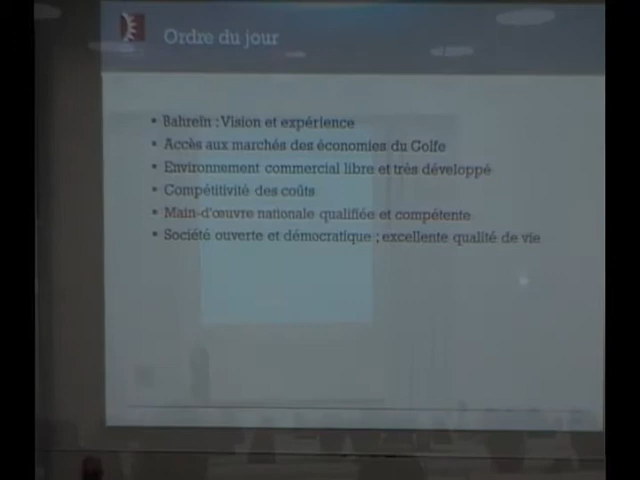 Ordre du jour
• Bahreïn : Vision et expérience
• Accès aux marchés des économies du Golfe
• Environnement commercial libre et très développé
• Compétitivité des coûts
• Main-d'œuvre nationale qualifiée et compétente
• Société ouverte et démocratique ; excellente qualité de vie